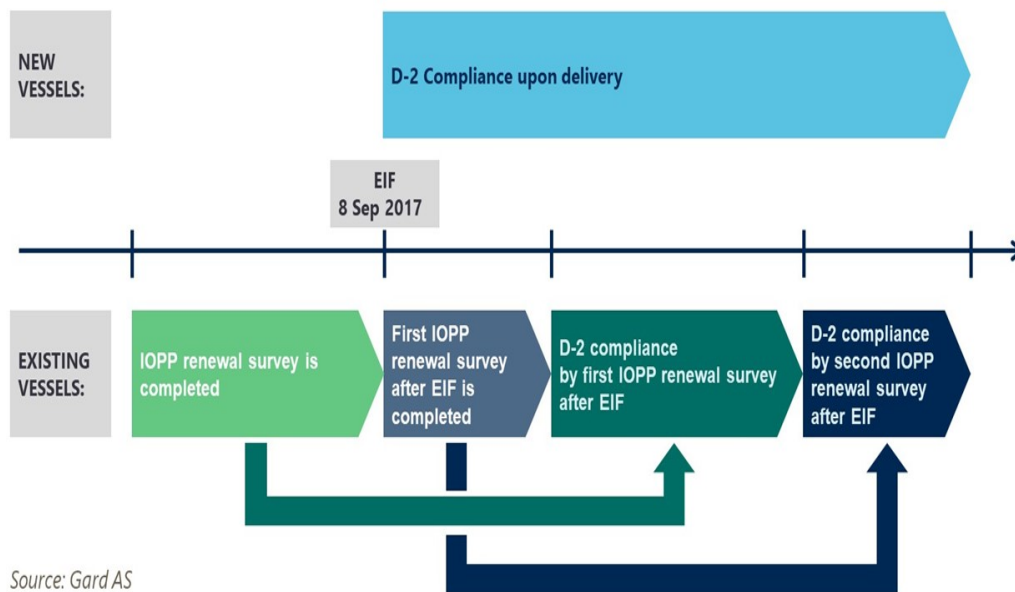 NEW
VESSELS:
D-2 Compliance upon delivery
EIF
8 Sep 2017
EXISTING
VESSELS:
IOPP renewal survey is
completed
First IOPP
renewal survey
after EIF is
completed
D-2 compliance
by first IOPP renewal survey
after EIF
D-2 compliance
by second IOPP
renewal survey
after EIF
Source: Gard AS